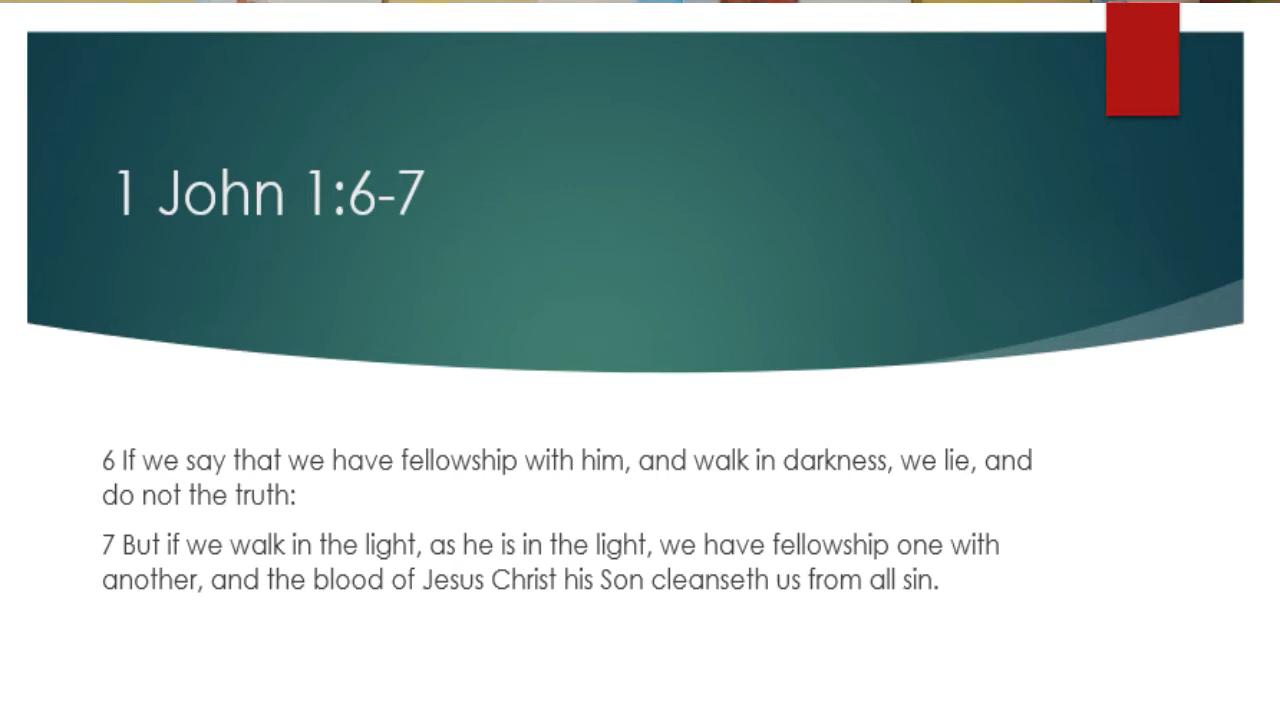 1 John 1:6-7
6 If we say that we have fellowship with him, and walk in darkness, we lie, and
do not the truth:
7 But if we walk in the light, as he is in the light, we have fellowship one with
another, and the blood of Jesus Christ his Son cleanseth us from all sin.